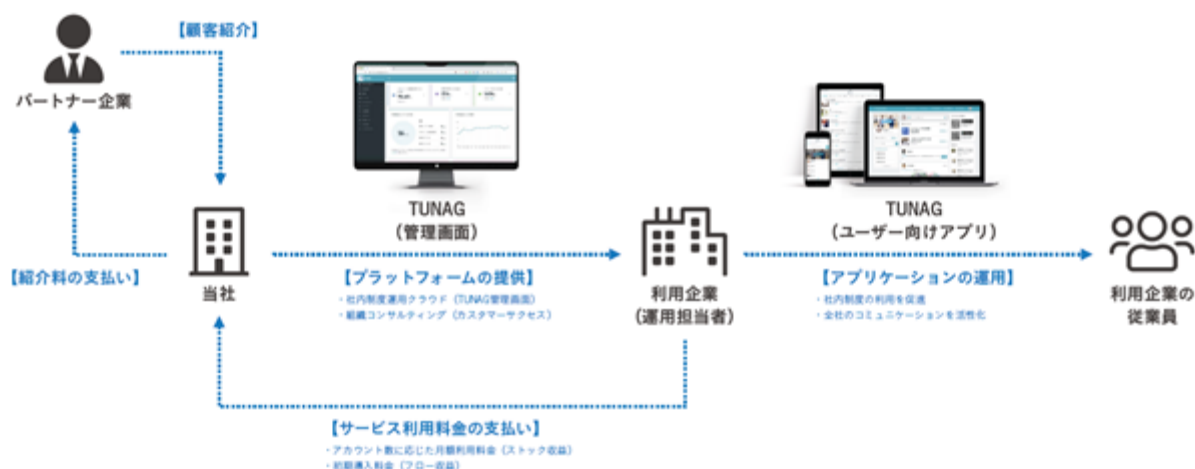 【顧客紹介】
パートナー企業
TUNAG
(管理画面)
TUNAG
(ユーザー向けアプリ)
【紹介料の支払い】
当社
【プラットフォームの提供】
・社内制度運用クラウド（TUNAG管理画面）
・組織コンサルティング（カスタマーサクセス）
利用企業
(運用担当者)
【アプリケーションの運用】
・社内制度の利用を促進
・全社のコミュニケーションを活性化
利用企業の
従業員
【サービス利用料金の支払い】
・アカウント数に応じた月額利用料金（ストック収益）
・初期導入料金（フロー収益）